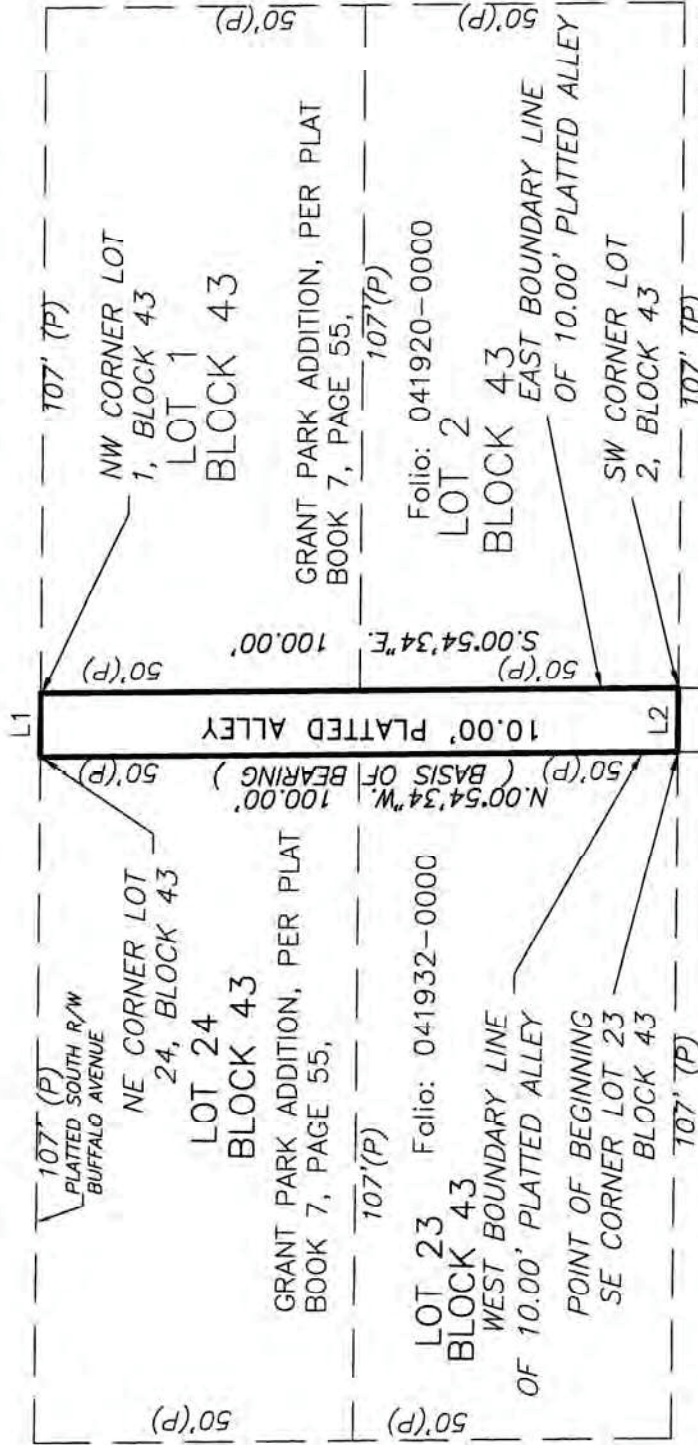 107' (P)
PLATTED SOUTH R/W
BUFFALO AVENUE
NE CORNER LOT
24, BLOCK 43
LOT 24
BLOCK 43
GRANT PARK ADDITION, PER PLAT
BOOK 7, PAGE 55,
50'(P)
107'(P)
Folio: 041932-0000
LOT 23
BLOCK 43
WEST BOUNDARY LINE
OF 10.00' PLATTED ALLEY
POINT OF BEGINNING
SE CORNER LOT 23
BLOCK 43
50'(P)
107' (P)
L1
50'(P)
N.00°54'34"W. 100.00'
( BASIS OF BEARING )
50'(P)
10.00' PLATTED ALLEY
L2
50'(P)
S.00°54'34"E. 100.00'
50'(P)
107' (P)
NW CORNER LOT
1, BLOCK 43
LOT 1
BLOCK 43
GRANT PARK ADDITION, PER PLAT
BOOK 7, PAGE 55,
50'(P)
107'(P)
Folio: 041920-0000
LOT 2
BLOCK 43
EAST BOUNDARY LINE
OF 10.00' PLATTED ALLEY
SW CORNER LOT
2, BLOCK 43
50'(P)
107' (P)